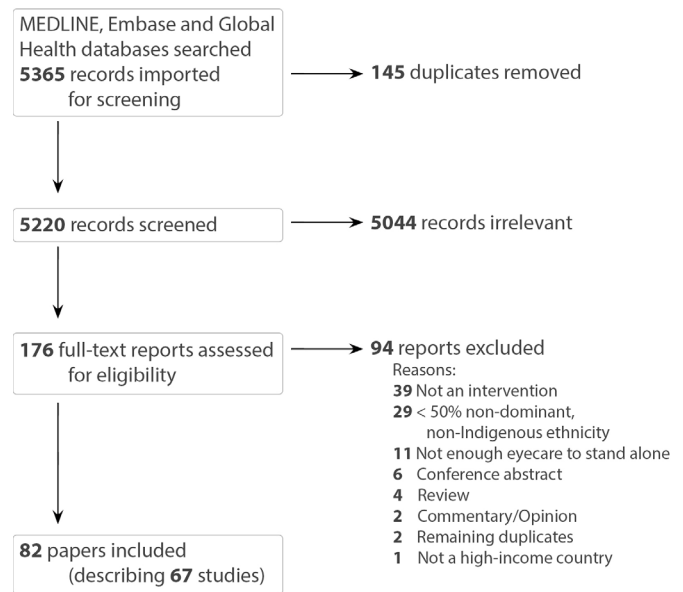 MEDLINE, Embase and Global
Health databases searched
5365 records imported
for screening
145 duplicates removed
5220 records screened
5044 records irrelevant
176 full-text reports assessed
for eligibility
94 reports excluded
Reasons:
39 Not an intervention
29 < 50% non-dominant,
non-Indigenous ethnicity
11 Not enough eyecare to stand alone
6 Conference abstract
4 Review
2 Commentary/Opinion
2 Remaining duplicates
1 Not a high-income country
82 papers included
(describing 67 studies)